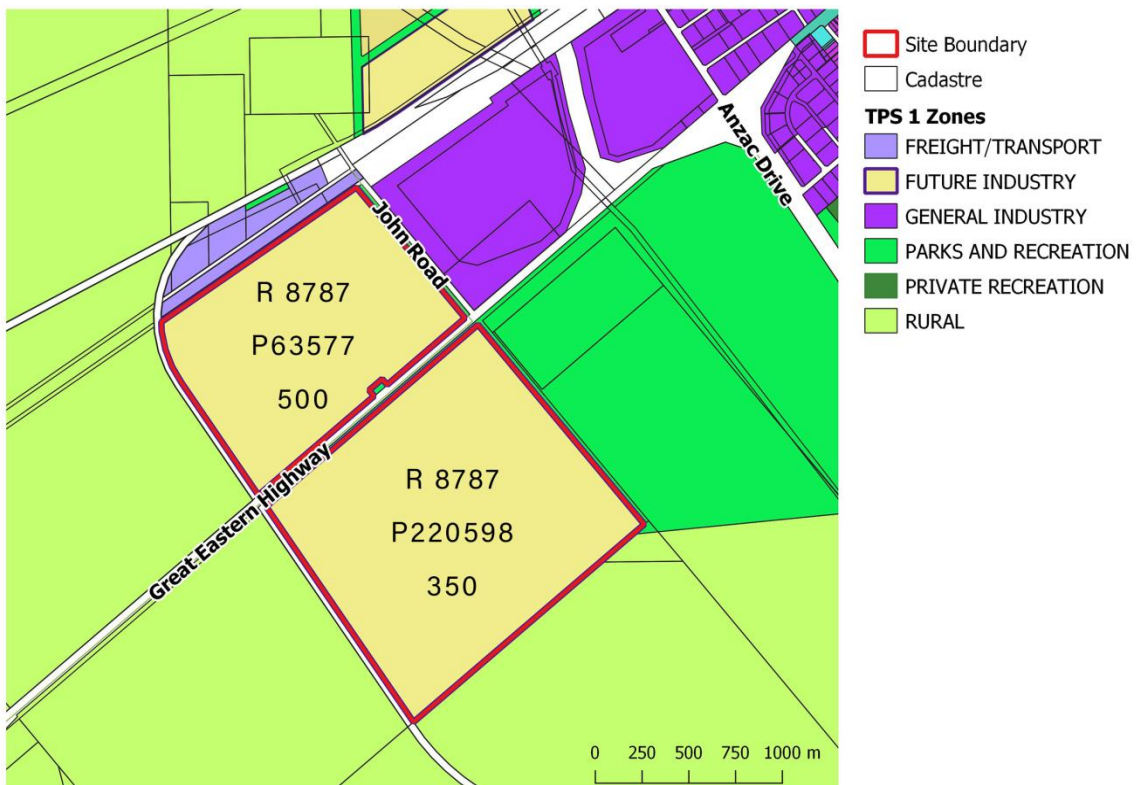 Site Boundary
Cadastre
TPS 1 Zones
FREIGHT/TRANSPORT
FUTURE INDUSTRY
GENERAL INDUSTRY
PARKS AND RECREATION
PRIVATE RECREATION
RURAL
Anzac Drive
John Road
R 8787
P63577
500
Great Eastern Highway
R 8787
P220598
350
0 250 500 750 1000 m